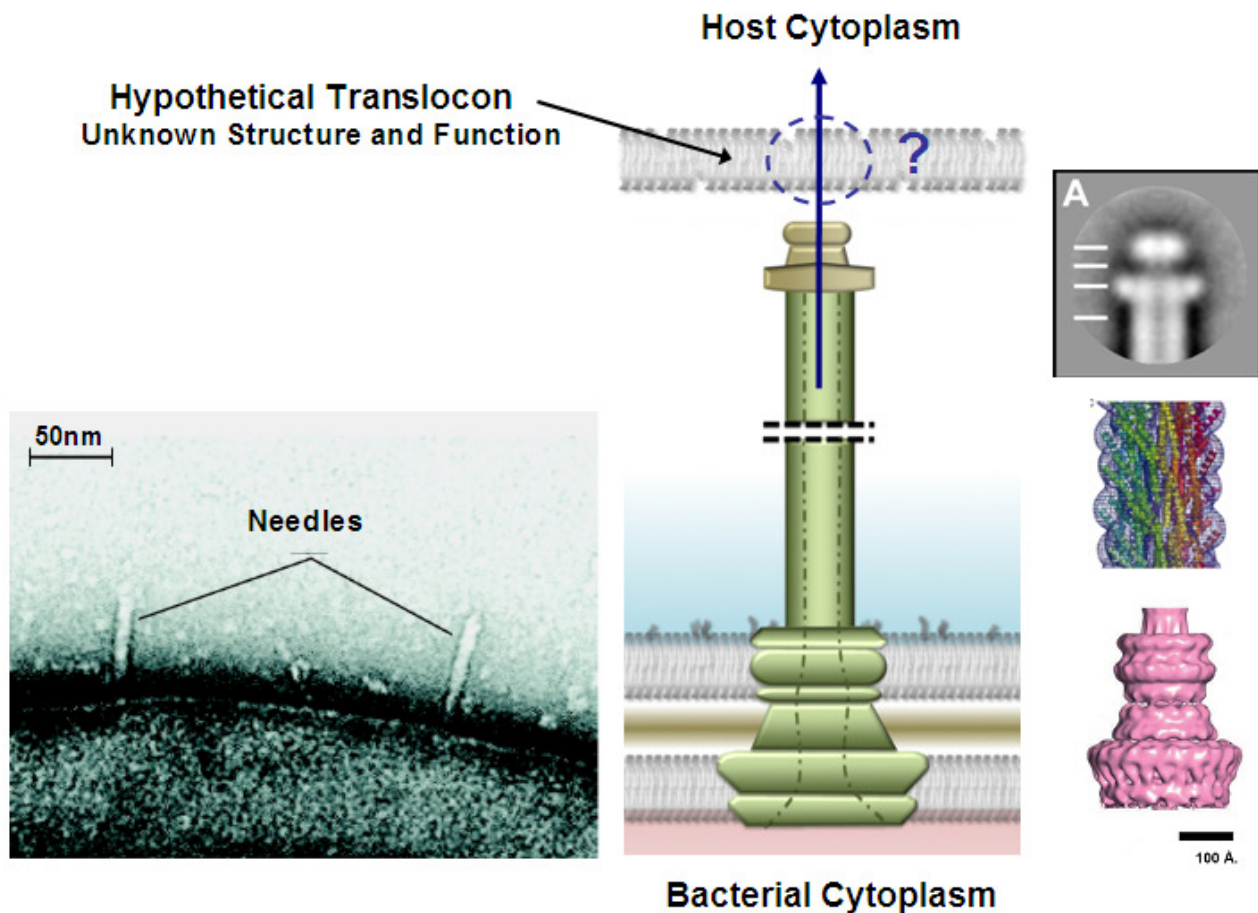 Host Cytoplasm
Hypothetical Translocon
Unknown Structure and Function
?
A
50nm
Needles
100 Å.
Bacterial Cytoplasm